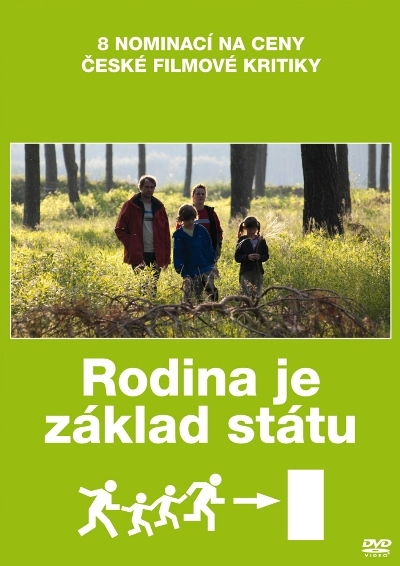 8 NOMINACÍ NA CENY
ČESKÉ FILMOVÉ KRITIKY
Rodina je
základ státu
DVD
VIDEO